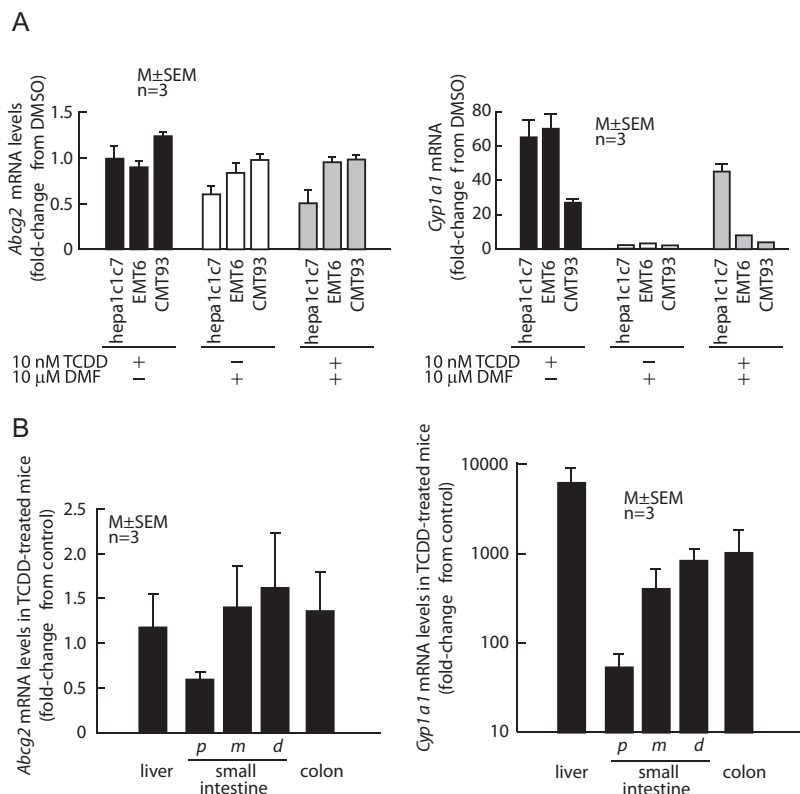 A
M±SEM
n=3
Abcg2 mRNA levels
(fold-change from DMSO)
1.5
1.0
0.5
0
hepa1c1c7
EMT6
CMT93
hepa1c1c7
EMT6
CMT93
hepa1c1c7
EMT6
CMT93
10 nM TCDD + − +
10 µM DMF − + +
M±SEM
n=3
Cyp1a1 mRNA
(fold-change f rom DMSO)
80
60
40
20
0
hepa1c1c7
EMT6
CMT93
hepa1c1c7
EMT6
CMT93
hepa1c1c7
EMT6
CMT93
10 nM TCDD + − +
10 µM DMF − + +
B
M±SEM
n=3
Abcg2 mRNA levels in TCDD-treated mice
(fold-change from control)
2.5
2.0
1.5
1.0
0.5
0
p m d
liver small colon
intestine
M±SEM
n=3
Cyp1a1 mRNA levels in TCDD-treated mice
(fold-change from control)
10000
1000
100
10
p m d
liver small colon
intestine